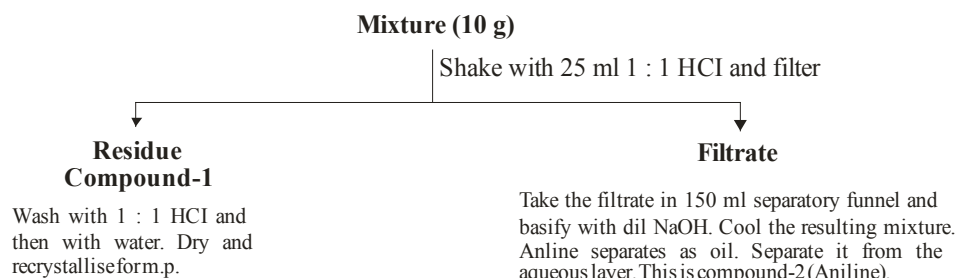 Mixture (10 g)
Shake with 25 ml 1 : 1 HCI and filter
Residue
Compound-1
Wash with 1 : 1 HCI and
then with water. Dry and
recrystalliseform.p.
Filtrate
Take the filtrate in 150 ml separatory funnel and
basify with dil NaOH. Cool the resulting mixture.
Anline separates as oil. Separate it from the
aqueous layer. This is compound-2 (Aniline).